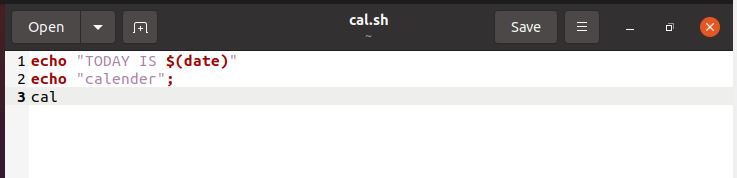 Open
cal.sh
~
Save
1 echo "TODAY IS $(date)"
2 echo "calender";
3 cal